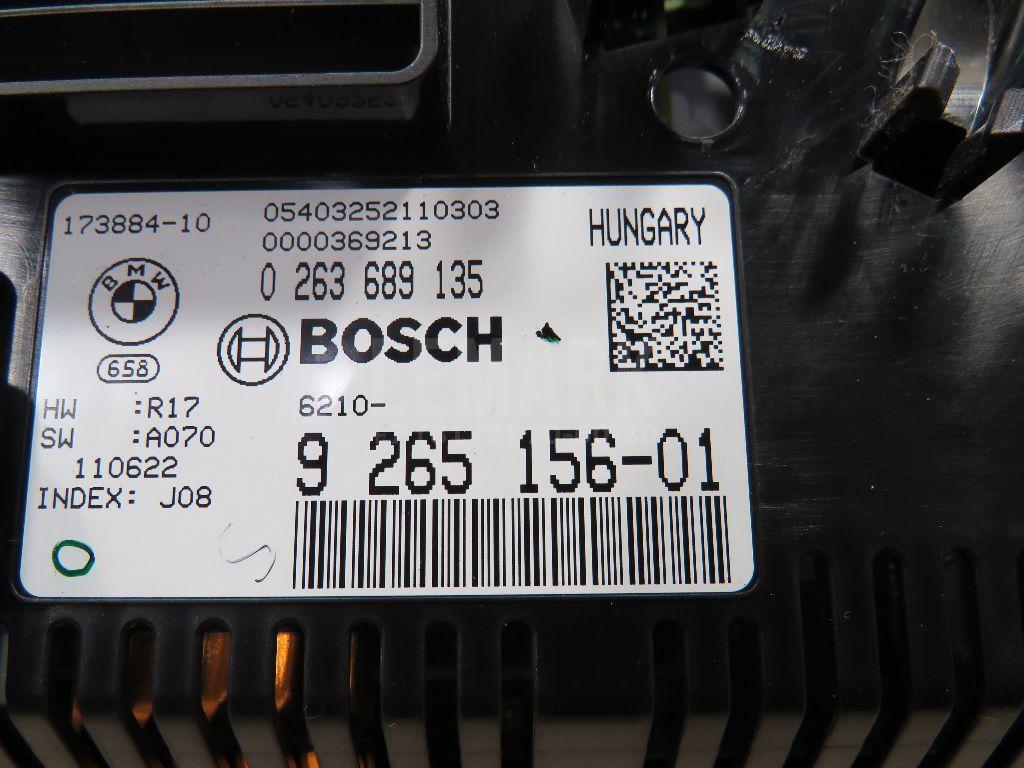 173884-10
05403252110303
0000369213
HUNGARY
0 263 689 135
BMW
BOSCH
658
HW :R17
SW :A070
110622
INDEX: J08
6210-
9 265 156-01